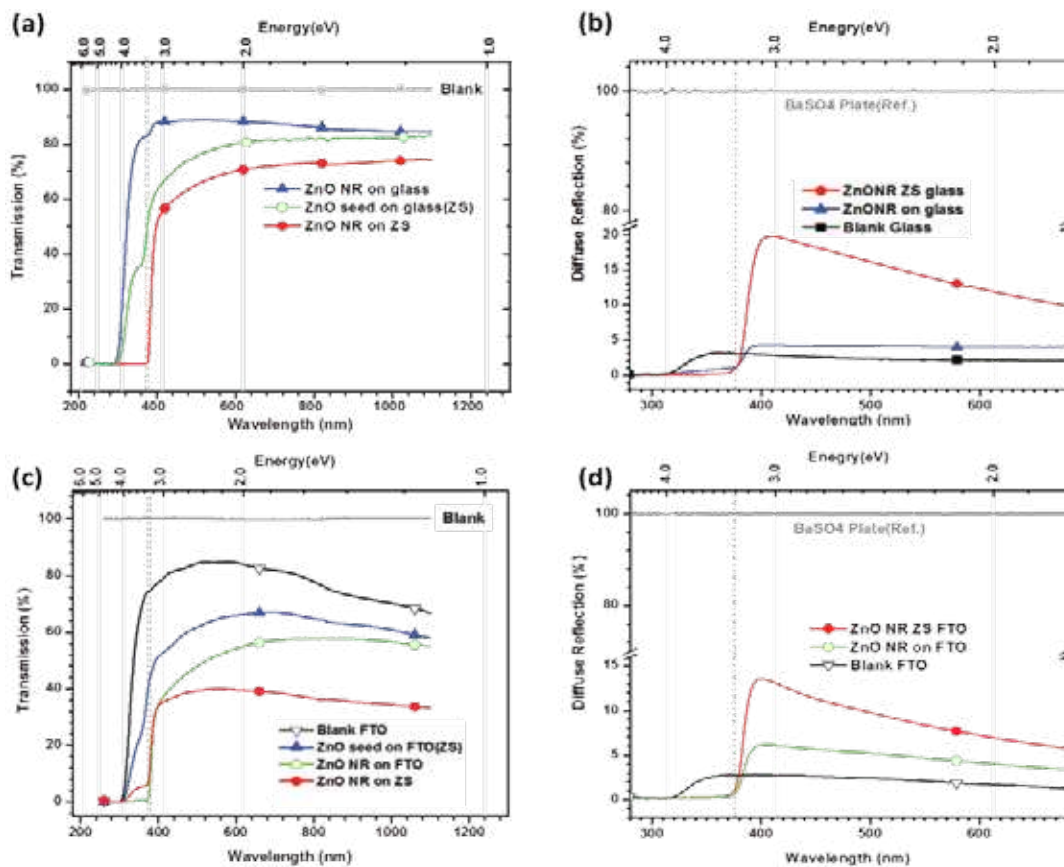 (a)
Energy(eV)
6.0 5.0 4.0 3.0 2.0 1.0
100
80
60
40
20
0
Transmission (%)
Blank
ZnO NR on glass
ZnO seed on glass(ZS)
ZnO NR on ZS
200 400 600 800 1000 1200
Wavelength (nm)
(b)
Enegry(eV)
4.0 3.0 2.0
100
80
20
15
10
5
0
Diffuse Reflection (%)
BaSO4 Plate(Ref.)
ZnONR ZS glass
ZnONR on glass
Blank Glass
300 400 500 600
Wavelength (nm)
(c)
Energy(eV)
6.0 5.0 4.0 3.0 2.0 1.0
100
80
60
40
20
0
Transmission (%)
Blank
Blank FTO
ZnO seed on FTO(ZS)
ZnO NR on FTO
ZnO NR on ZS
200 400 600 800 1000 1200
Wavelength (nm)
(d)
Enegry(eV)
4.0 3.0 2.0
100
80
15
10
5
0
Diffuse Reflection (%)
BaSO4 Plate(Ref.)
ZnO NR ZS FTO
ZnO NR on FTO
Blank FTO
300 400 500 600
Wavelength (nm)